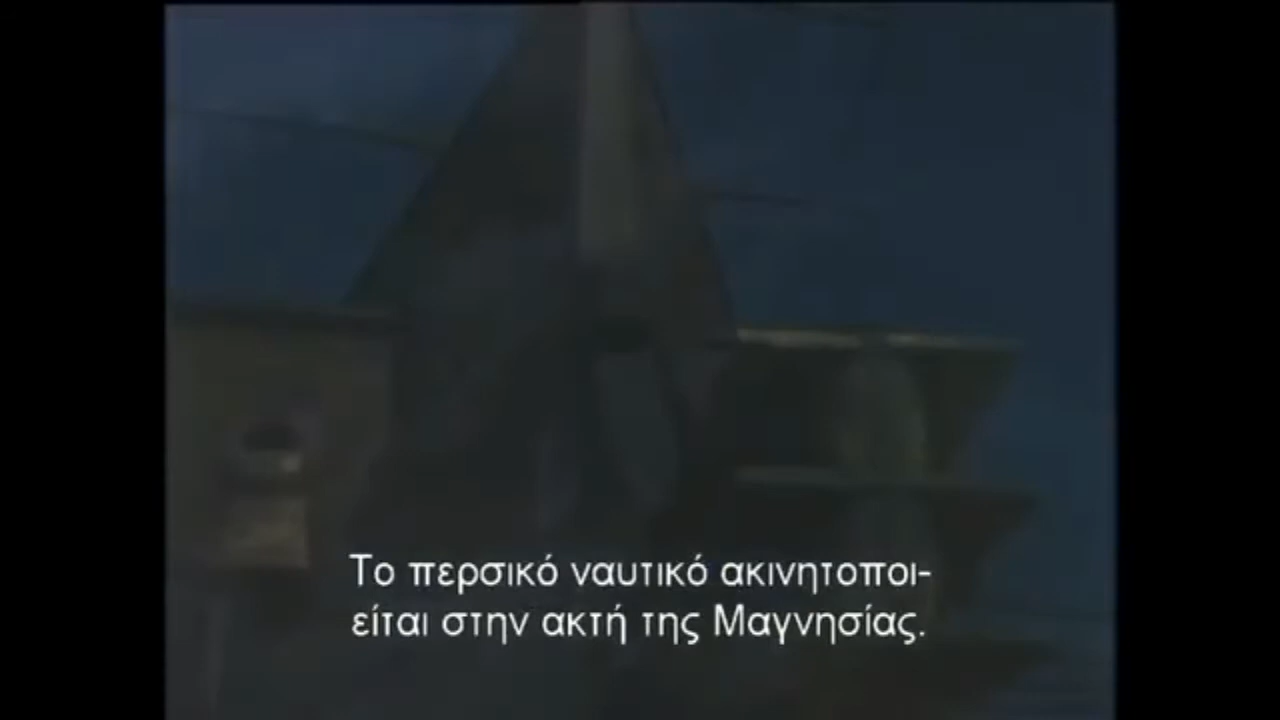 Το περσικό ναυτικό ακινητοποι-
είται στην ακτή της Μαγνησίας.